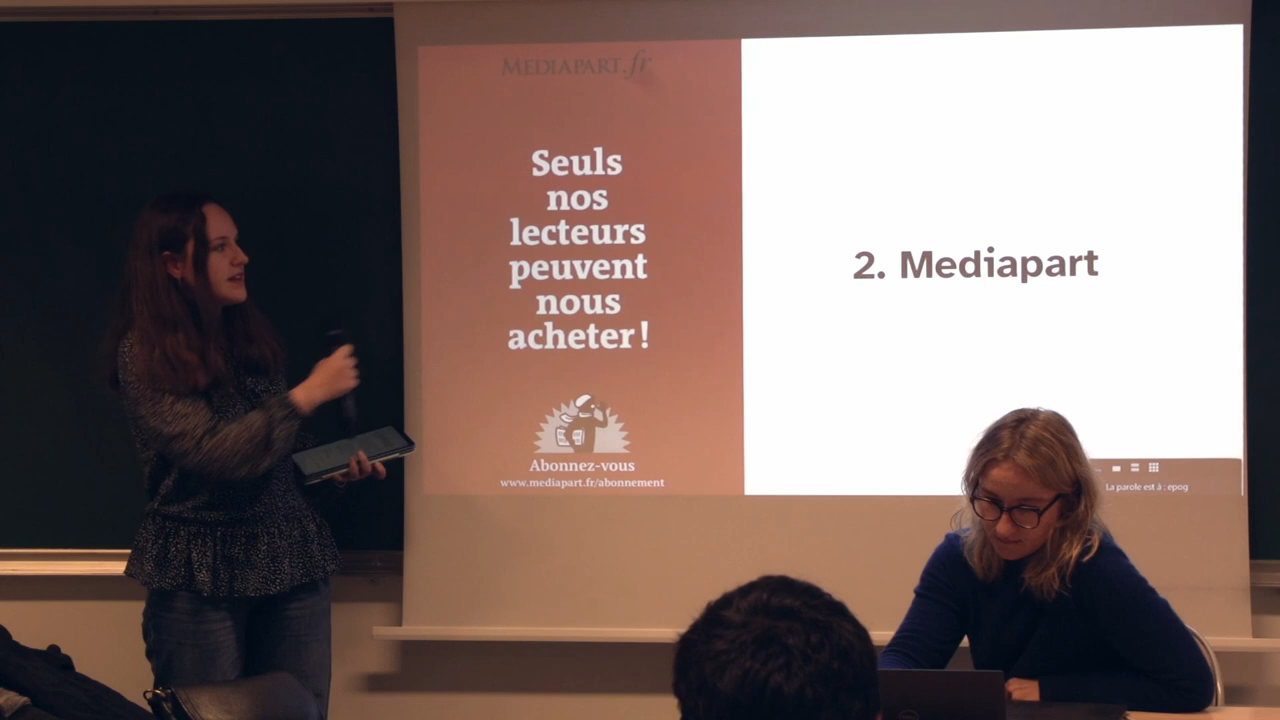 MEDIAPART.fr
Seuls
nos
lecteurs
peuvent
nous
acheter !
Abonnez-vous
www.mediapart.fr/abonnement
2. Mediapart
La parole est à : epog